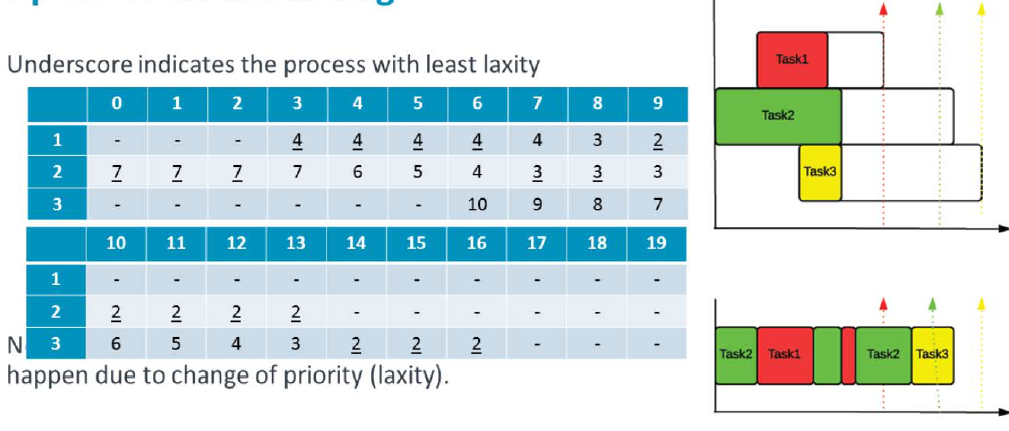 Underscore indicates the process with least laxity
0 1 2 3 4 5 6 7 8 9
1 - - - 4 4 4 4 4 3 2
2 7 7 7 7 6 5 4 3 3 3
3 - - - - - - 10 9 8 7
10 11 12 13 14 15 16 17 18 19
1 - - - - - - - - - -
2 2 2 2 2 - - - - - -
3 6 5 4 3 2 2 2 - - -
happen due to change of priority (laxity).
Task1
Task2
Task3
Task2 Task1 Task2 Task3